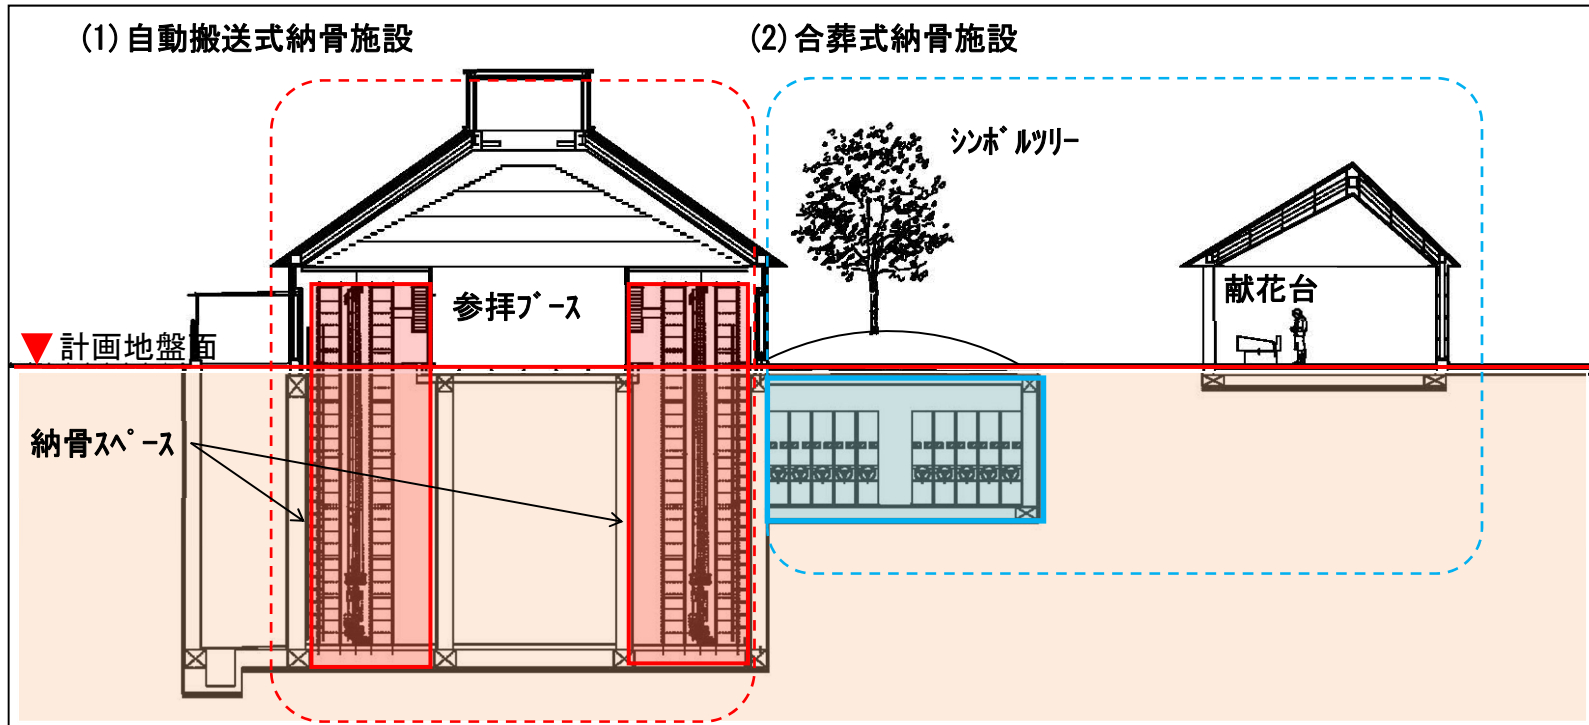 (1)自動搬送式納骨施設
(2)合葬式納骨施設
シンボルツリー
献花台
参拝ブース
計画地盤面
納骨スペース